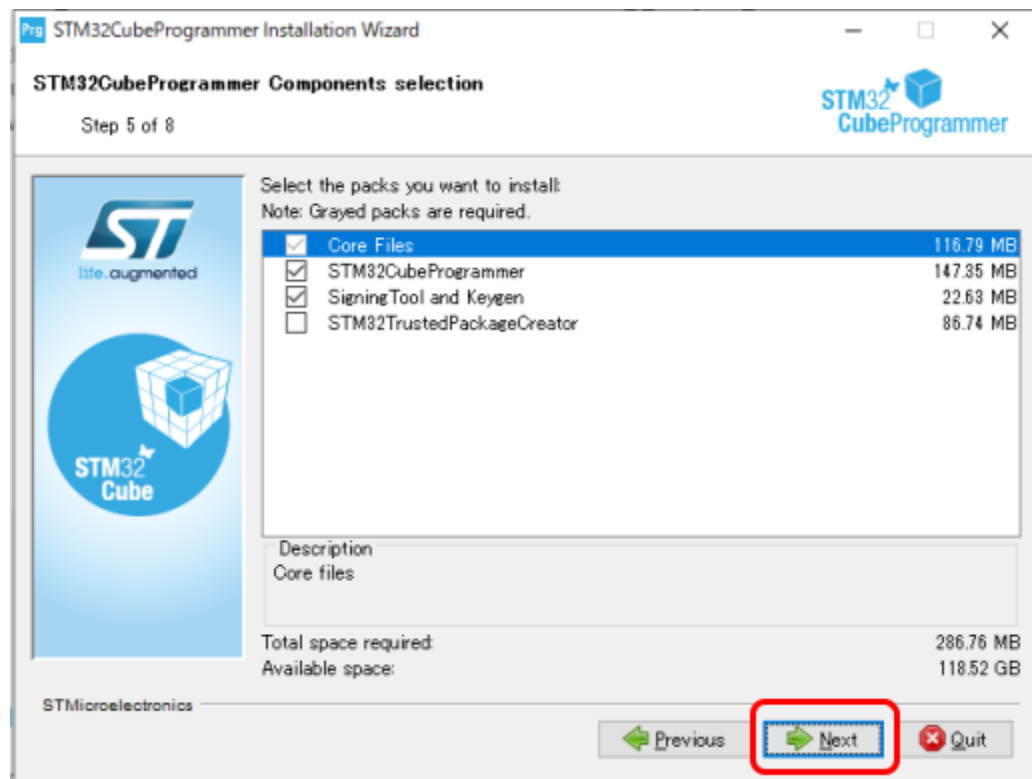 Prg STM32CubeProgrammer Installation Wizard
STM32CubeProgrammer Components selection
Step 5 of 8
STM32
CubeProgrammer
Select the packs you want to install:
Note: Grayed packs are required.
ST
life.augmented
Core Files 116.79 MB
STM32CubeProgrammer 147.35 MB
SigningTool and Keygen 22.63 MB
STM32TrustedPackageCreator 86.74 MB
STM32
Cube
Description
Core files
Total space required: 286.76 MB
Available space: 118.52 GB
STMicroelectronics
Previous Next Quit